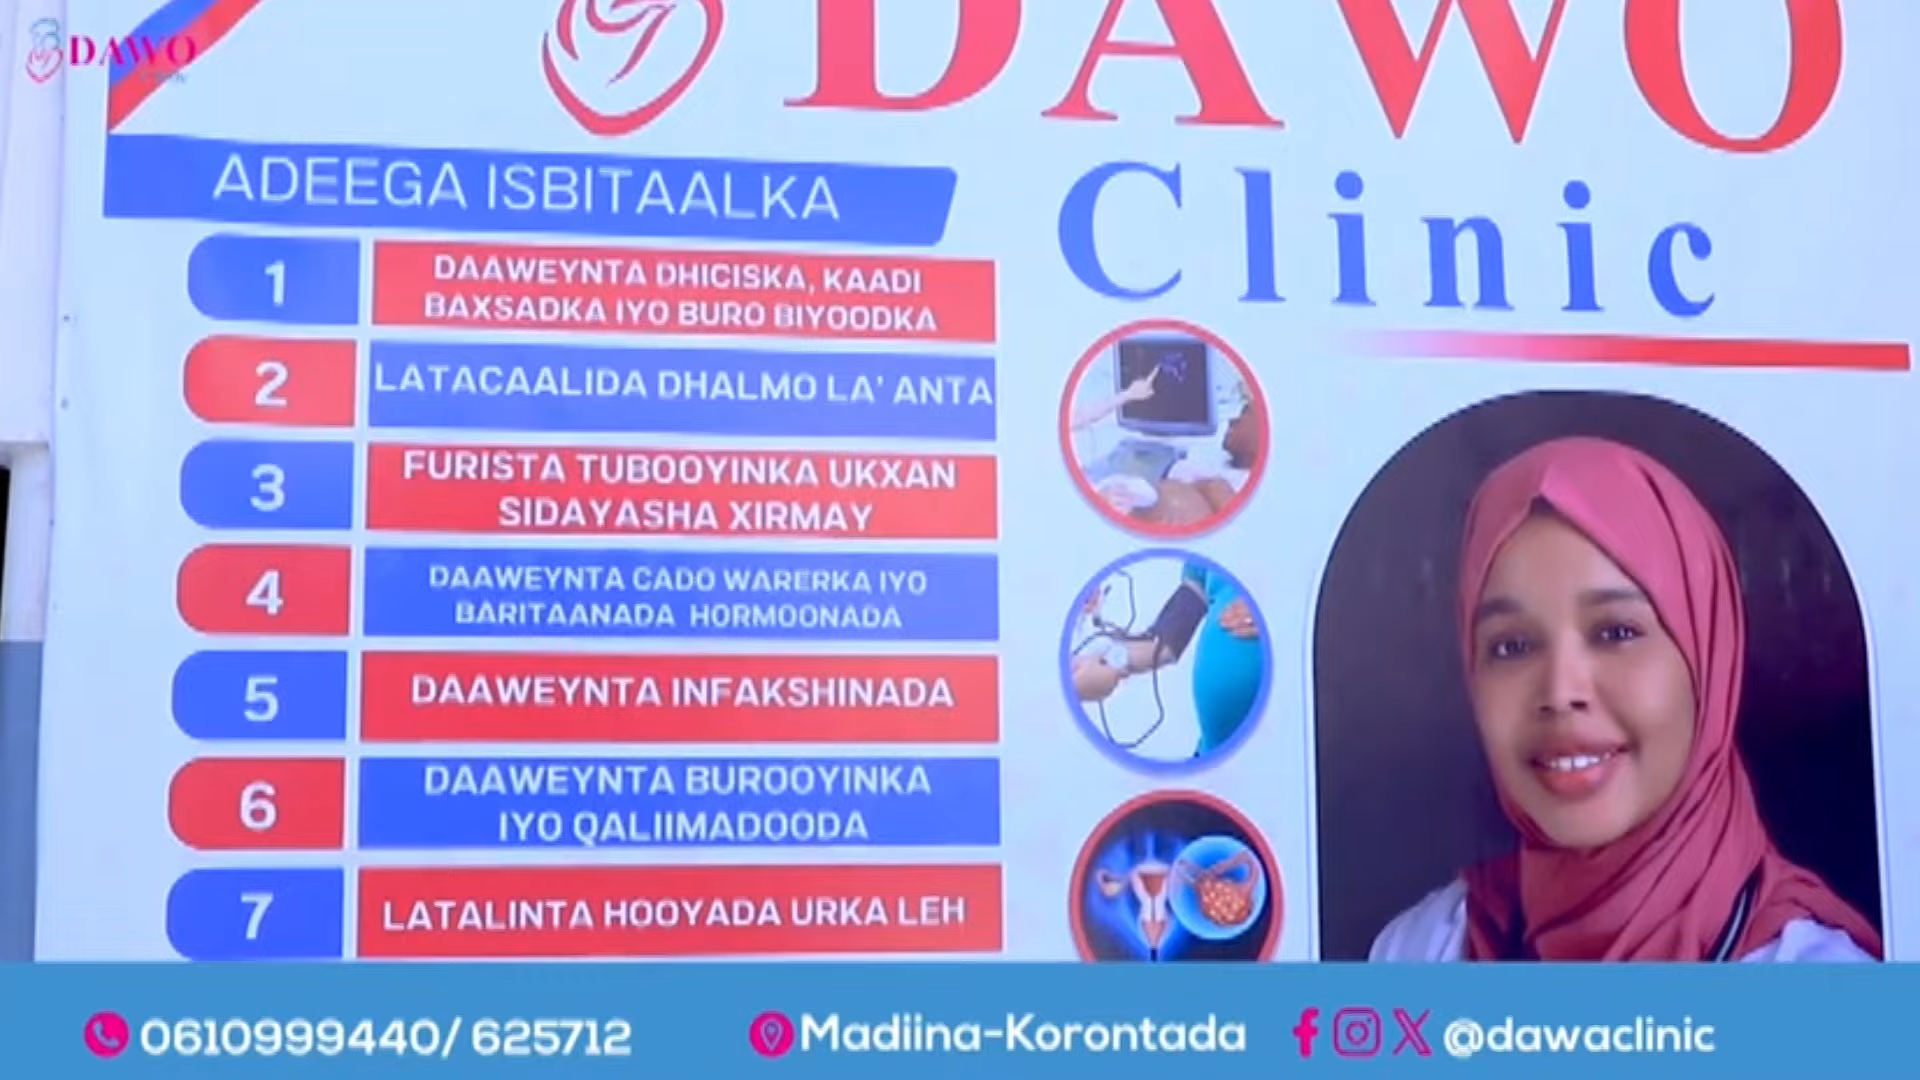 DAWO
DAWO
Clinic
ADEEGA ISBITAALKA
1
DAAWEYNTA DHICISKA, KAADI
BAXSADKA IYO BURO BIYOODKA
2
LATACAALIDA DHALMO LA' ANTA
3
FURISTA TUBOOYINKA UKXAN
SIDAYASHA XIRMAY
4
DAAWEYNTA CADO WARERKA IYO
BARITAANADA HORMOONADA
5
DAAWEYNTA INFAKSHINADA
6
DAAWEYNTA BUROOYINKA
IYO QALIIMADOODA
7
LATALINTA HOOYADA URKA LEH
0610999440/ 625712
Madiina-Korontada
@dawaclinic